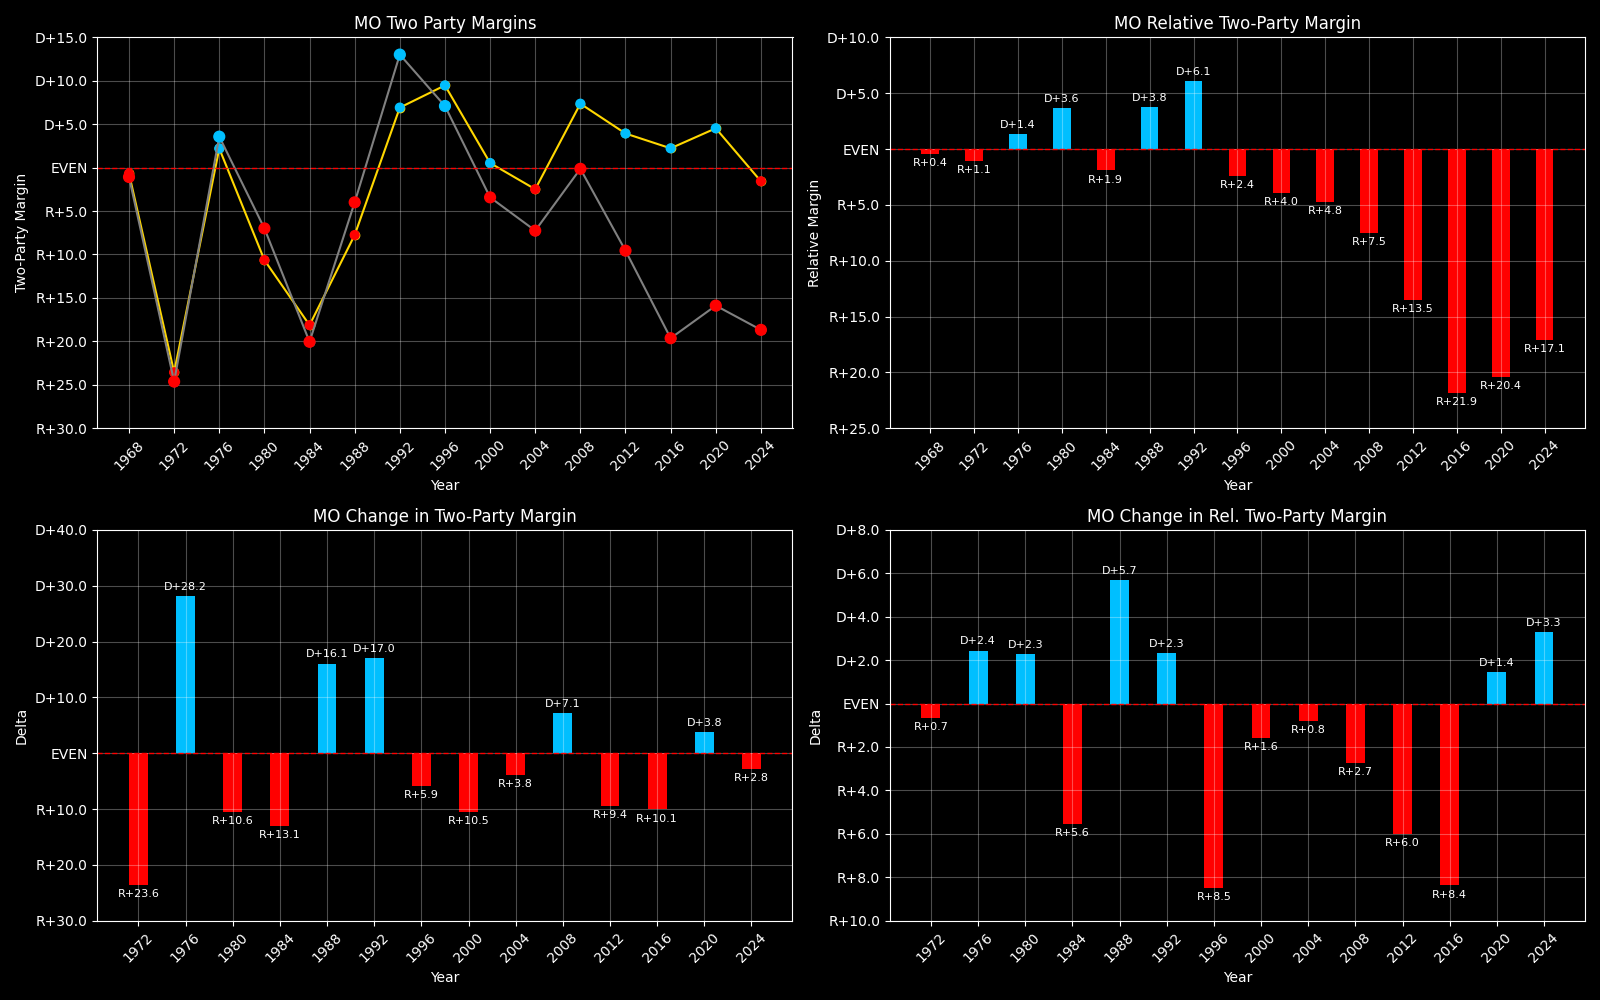 MO Two Party Margins
D+15.0
D+10.0
D+5.0
EVEN
R+5.0
R+10.0
R+15.0
R+20.0
R+25.0
R+30.0
Two-Party Margin
1968 1972 1976 1980 1984 1988 1992 1996 2000 2004 2008 2012 2016 2020 2024
Year
MO Relative Two-Party Margin
D+10.0
D+5.0
EVEN
R+5.0
R+10.0
R+15.0
R+20.0
R+25.0
Relative Margin
R+0.4
R+1.1
D+1.4
D+3.6
R+1.9
D+3.8
D+6.1
R+2.4
R+4.0
R+4.8
R+7.5
R+13.5
R+21.9
R+20.4
R+17.1
1968 1972 1976 1980 1984 1988 1992 1996 2000 2004 2008 2012 2016 2020 2024
Year
MO Change in Two-Party Margin
D+40.0
D+30.0
D+20.0
D+10.0
EVEN
R+10.0
R+20.0
R+30.0
Delta
R+23.6
D+28.2
R+10.6
R+13.1
D+16.1
D+17.0
R+5.9
R+10.5
R+3.8
D+7.1
R+9.4
R+10.1
D+3.8
R+2.8
1972 1976 1980 1984 1988 1992 1996 2000 2004 2008 2012 2016 2020 2024
Year
MO Change in Rel. Two-Party Margin
D+8.0
D+6.0
D+4.0
D+2.0
EVEN
R+2.0
R+4.0
R+6.0
R+8.0
R+10.0
Delta
R+0.7
D+2.4
D+2.3
R+5.6
D+5.7
D+2.3
R+8.5
R+1.6
R+0.8
R+2.7
R+6.0
R+8.4
D+1.4
D+3.3
1972 1976 1980 1984 1988 1992 1996 2000 2004 2008 2012 2016 2020 2024
Year